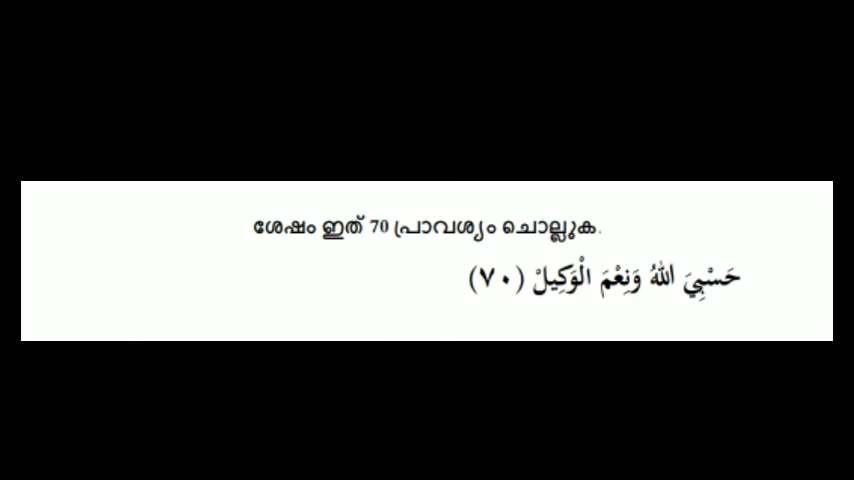 ശേഷം ഇത് 70 പ്രാവശ്യം ചൊല്ലുക.
حَسْبِيَ اللهُ وَنِعْمَ الْوَكِيلْ (٧٠)